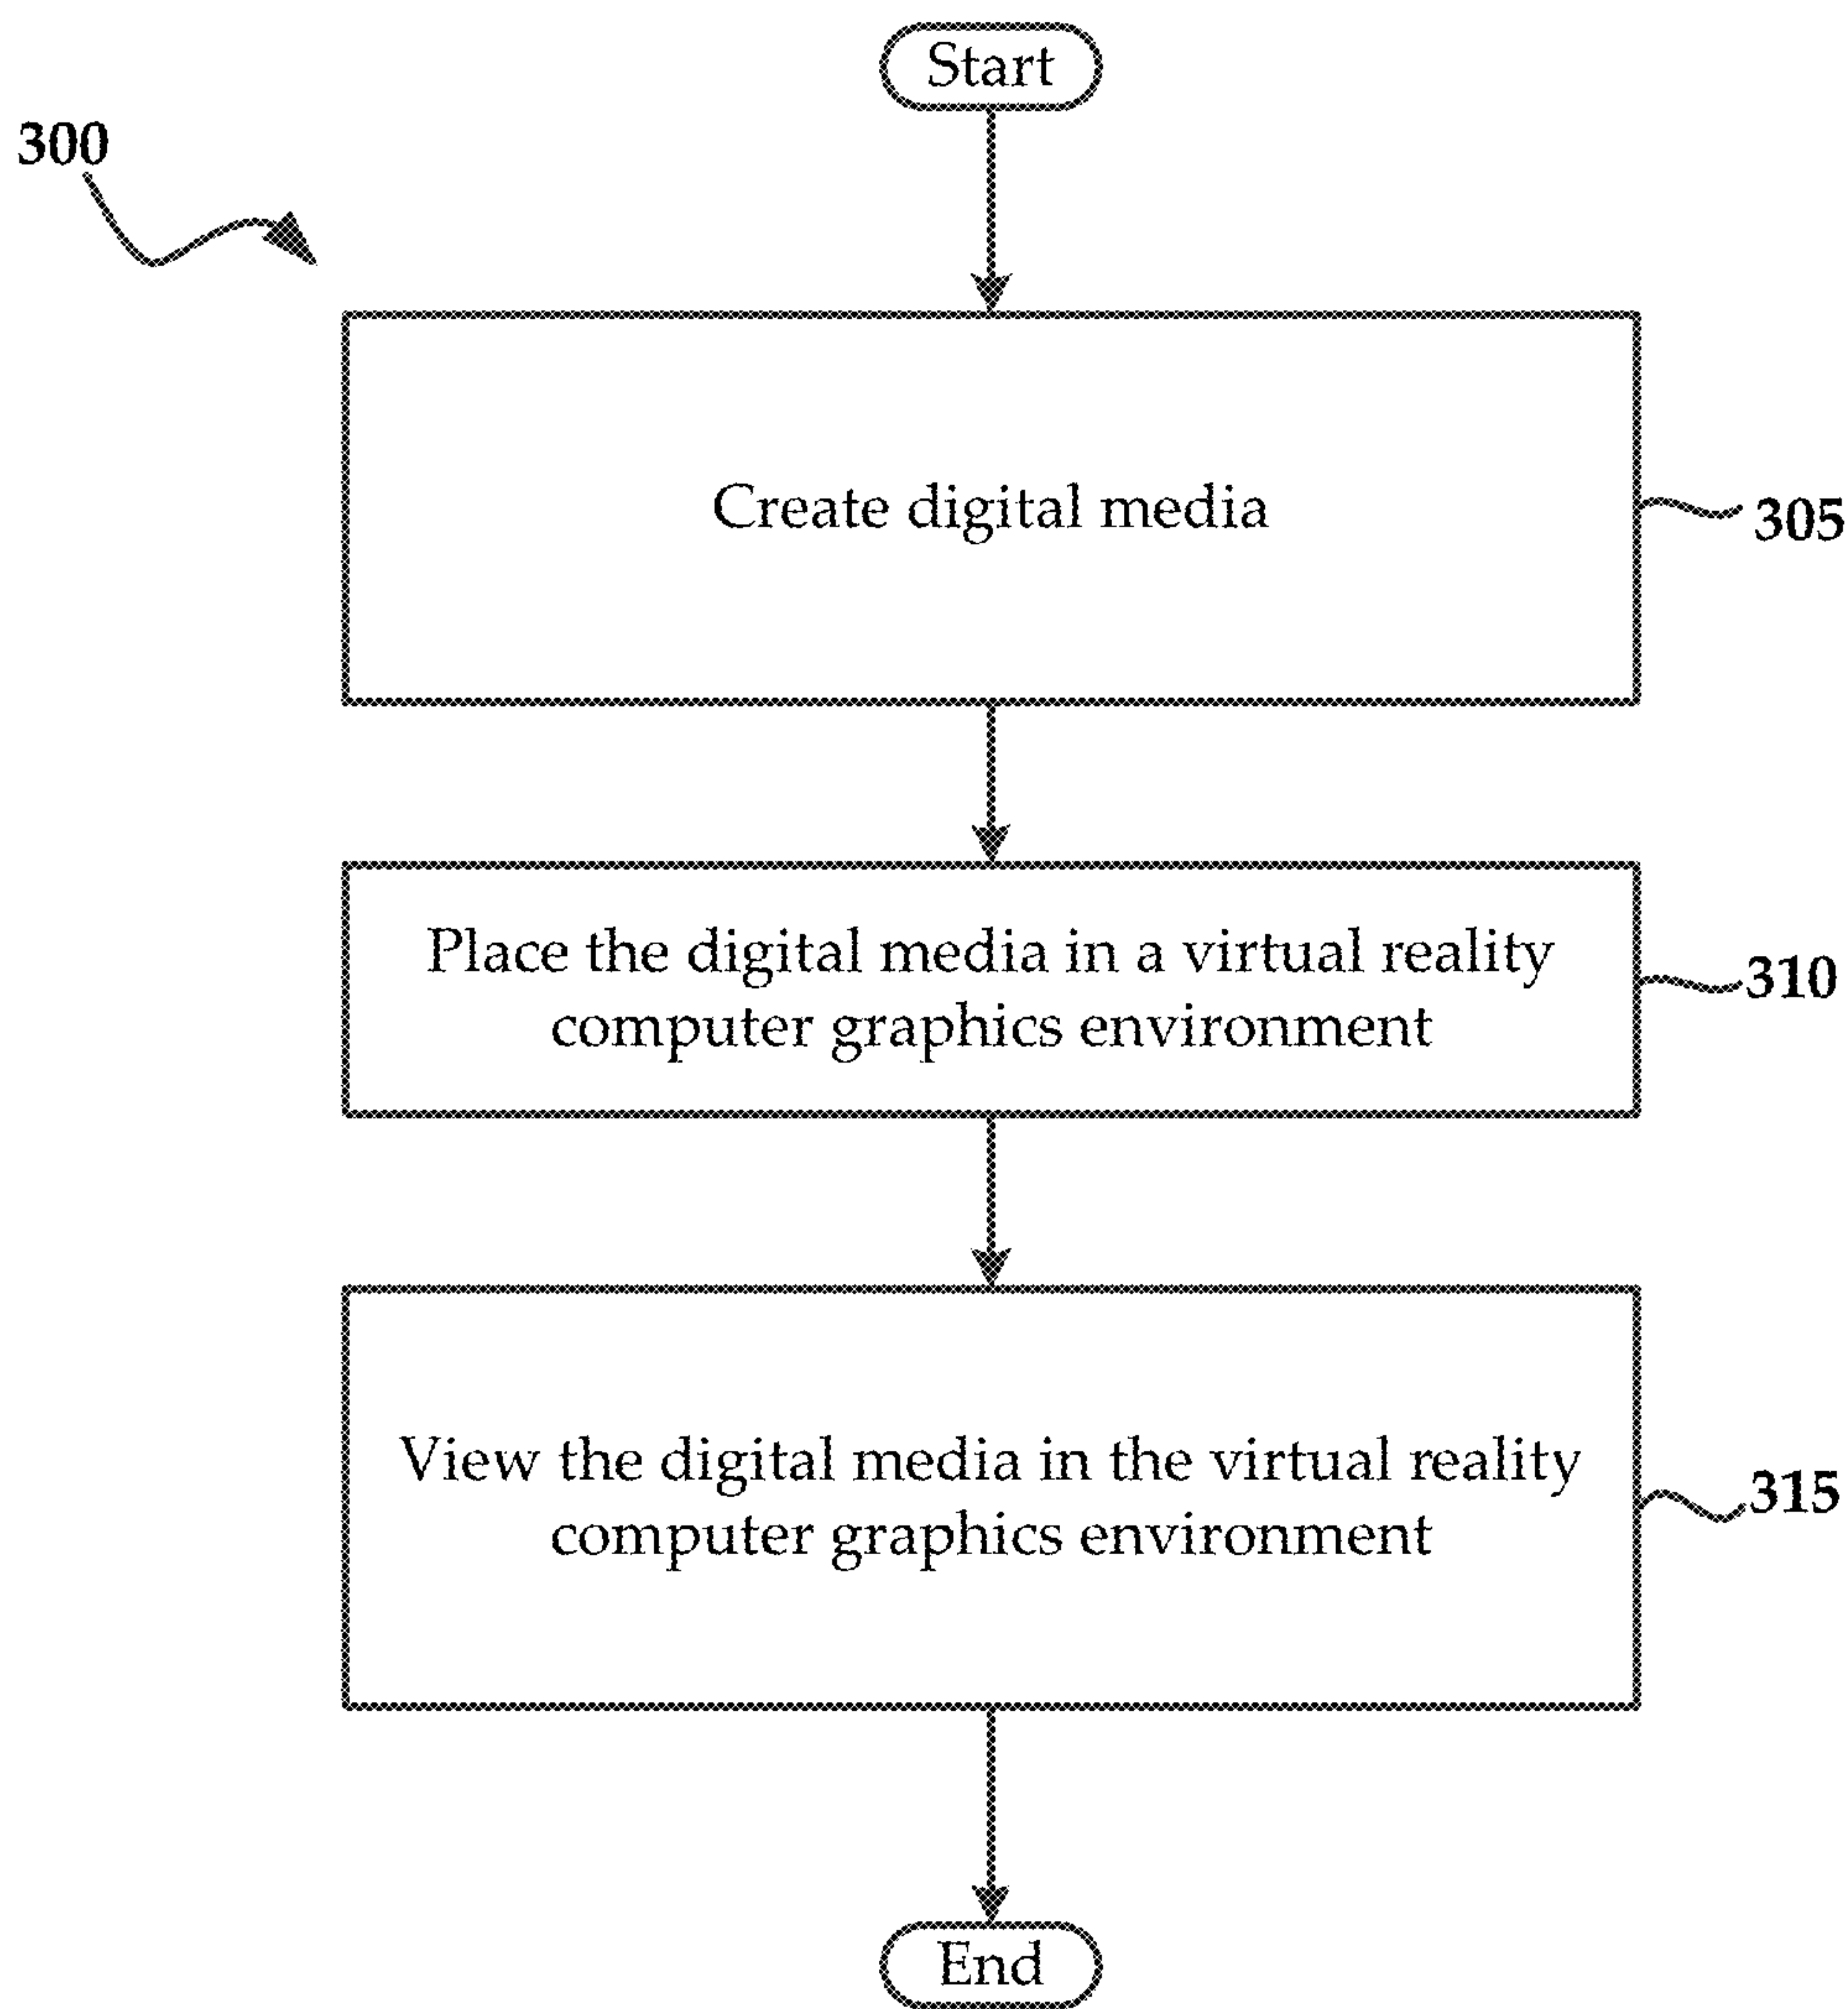 Start
300
Create digital media
305
Place the digital media in a virtual reality
computer graphics environment
310
View the digital media in the virtual reality
computer graphics environment
315
End